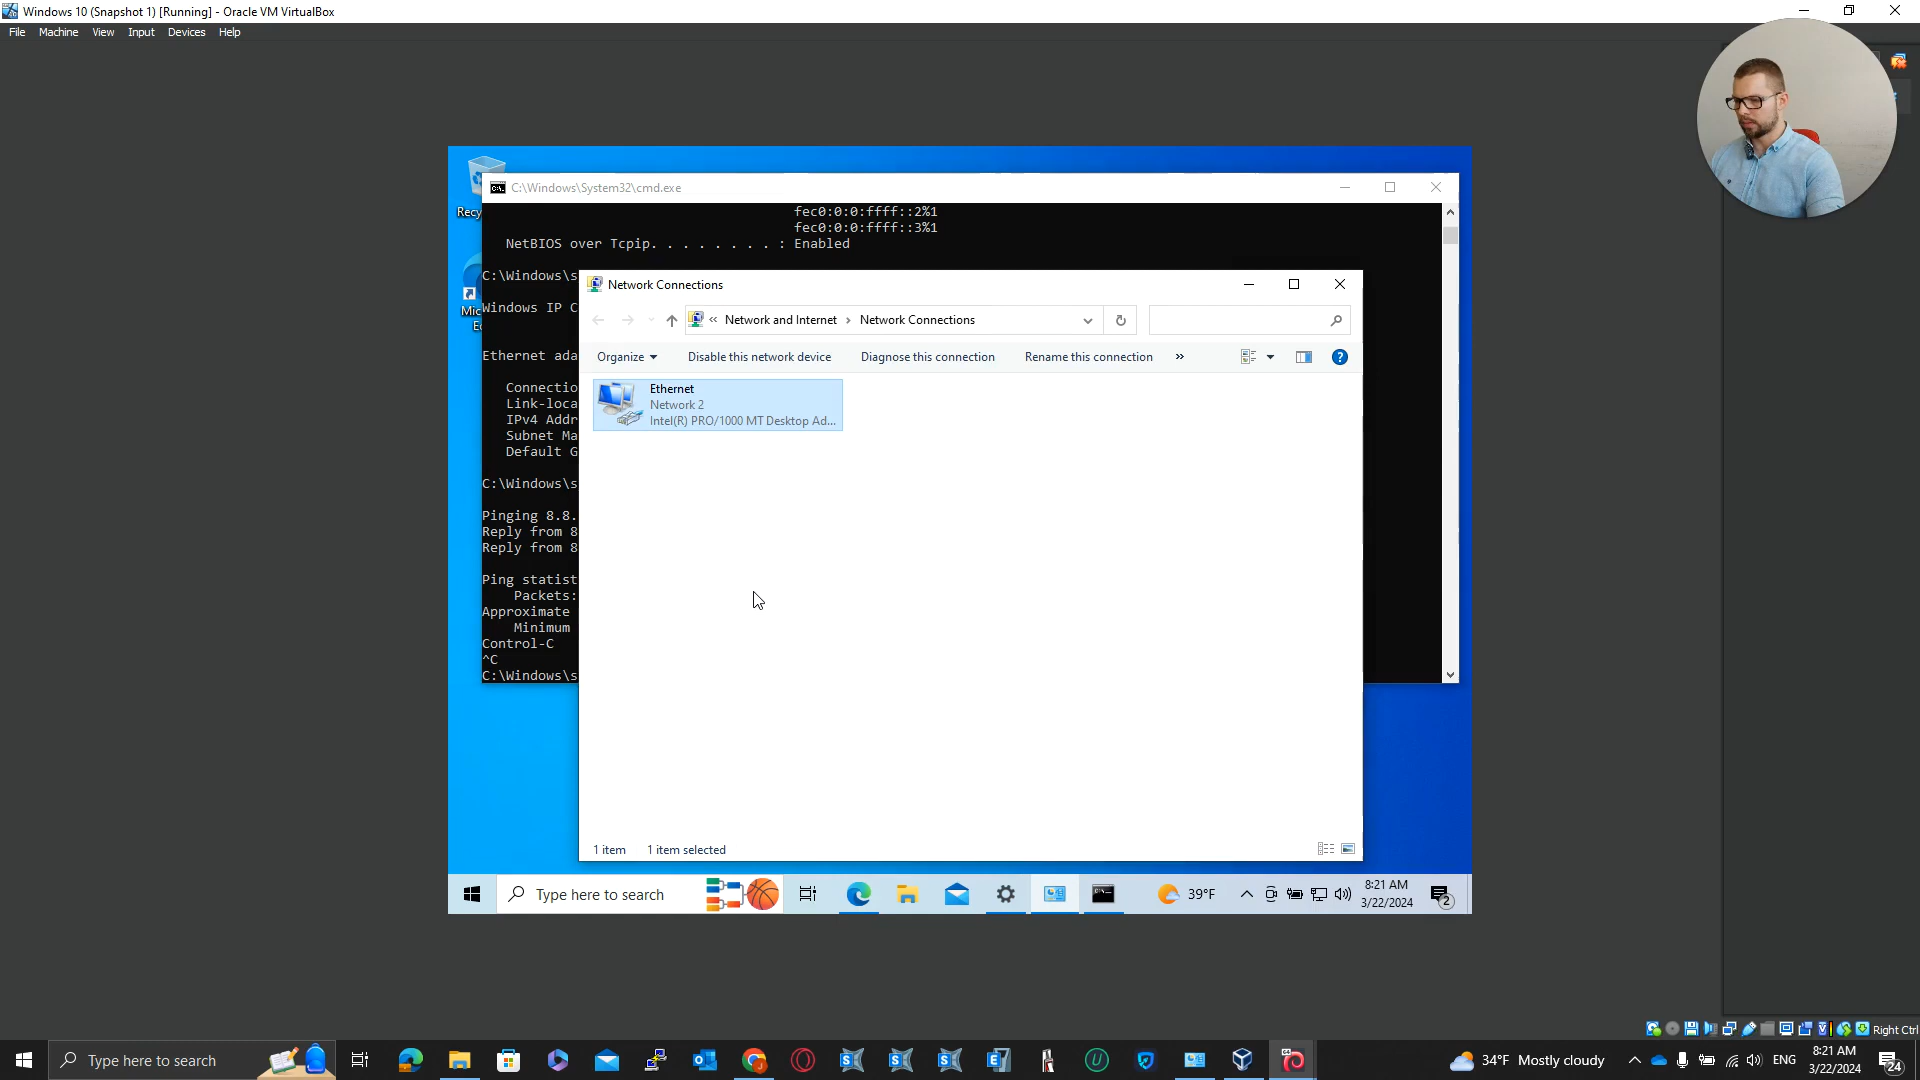 Windows 10 (Snapshot 1) [Running] - Oracle VM VirtualBox
File Machine View Input Devices Help
C:\Windows\System32\cmd.exe
fec0:0:0:ffff::2%1
fec0:0:0:ffff::3%1
NetBIOS over Tcpip. . . . . . . . : Enabled
C:\Windows\s
Windows IP C
Ethernet ada
Connectio
Link-loca
IPv4 Addr
Subnet Ma
Default G
C:\Windows\s
Pinging 8.8.
Reply from 8
Reply from 8
Ping statist
Packets:
Approximate
Minimum
Control-C
^C
C:\Windows\s
Network Connections
« Network and Internet › Network Connections
Organize Disable this network device Diagnose this connection Rename this connection »
Ethernet
Network 2
Intel(R) PRO/1000 MT Desktop Ad...
1 item 1 item selected
Type here to search
39°F
8:21 AM
3/22/2024
2
Right Ctrl
Type here to search
34°F Mostly cloudy
ENG
8:21 AM
3/22/2024
24